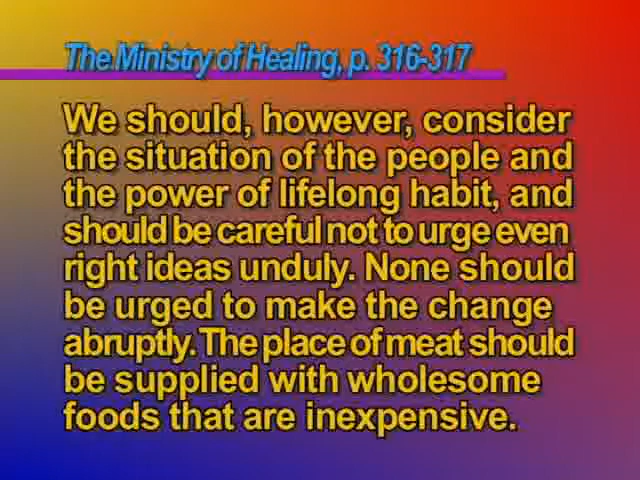 The Ministry of Healing, p. 316-317
We should, however, consider
the situation of the people and
the power of lifelong habit, and
should be careful not to urge even
right ideas unduly. None should
be urged to make the change
abruptly. The place of meat should
be supplied with wholesome
foods that are inexpensive.